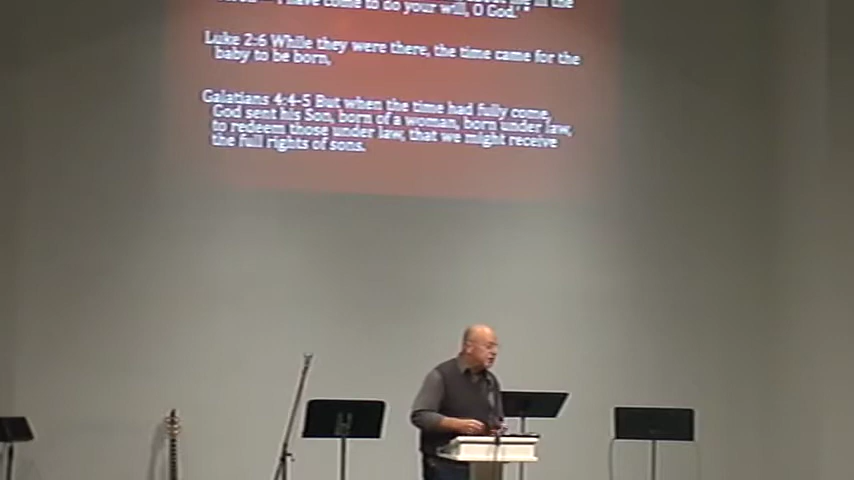 I have come to do your will, O God.'"
Luke 2:6 While they were there, the time came for the
baby to be born,
Galatians 4:4-5 But when the time had fully come,
God sent his Son, born of a woman, born under law,
to redeem those under law, that we might receive
the full rights of sons.